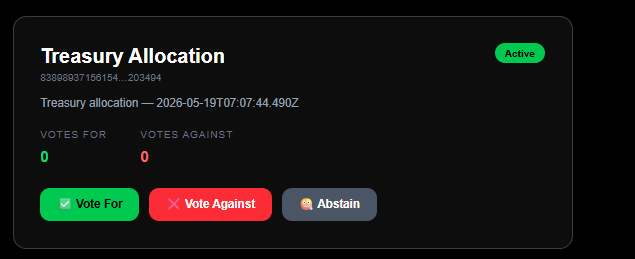 Treasury Allocation
Active
83898937156154...203494
Treasury allocation — 2026-05-19T07:07:44.490Z
VOTES FOR VOTES AGAINST
0 0
✅ Vote For ❌ Vote Against 🤐 Abstain